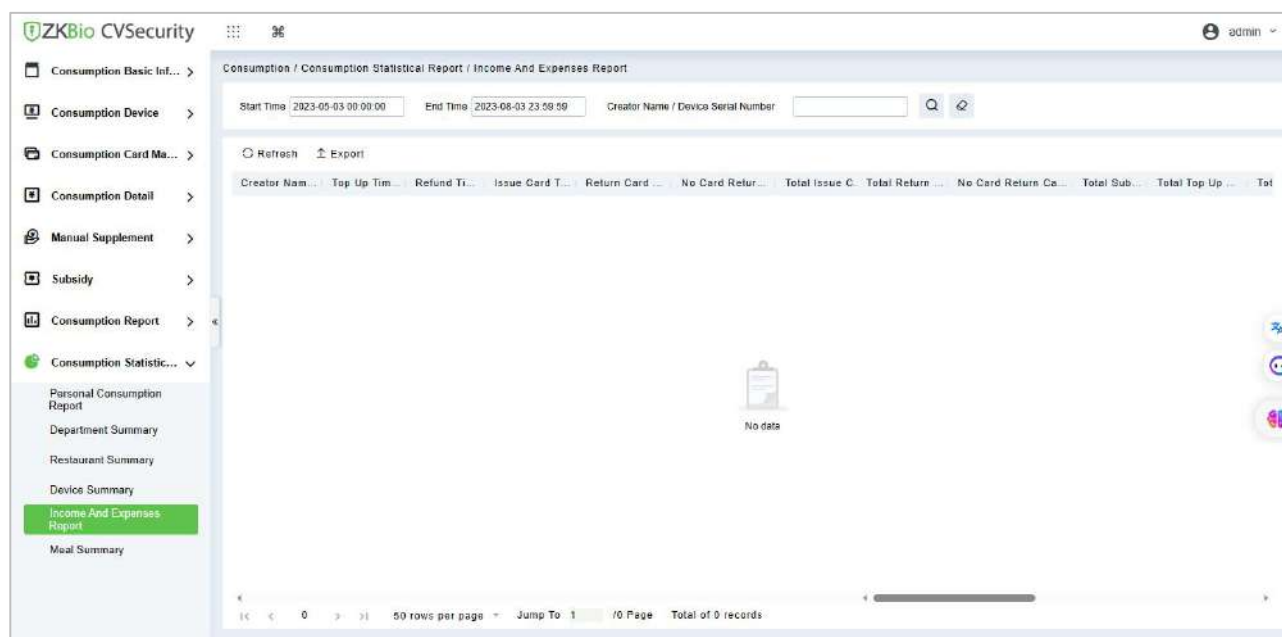 ZKBio CVSecurity
admin
Consumption Basic Inf... >
Consumption Device >
Consumption Card Ma... >
Consumption Detail >
Manual Supplement >
Subsidy >
Consumption Report >
Consumption Statistic...
Personal Consumption
Report
Department Summary
Restaurant Summary
Device Summary
Income And Expenses
Report
Meal Summary
Consumption / Consumption Statistical Report / Income And Expenses Report
Start Time 2023-05-03 00:00:00 End Time 2023-08-03 23:59:59 Creator Name / Device Serial Number
Refresh Export
Creator Nam... Top Up Tim... Refund Ti... Issue Card T... Return Card ... No Card Retur... Total Issue C. Total Return ... No Card Return Ca... Total Sub... Total Top Up ... Tot
No data
0 50 rows per page Jump To 1 /0 Page Total of 0 records